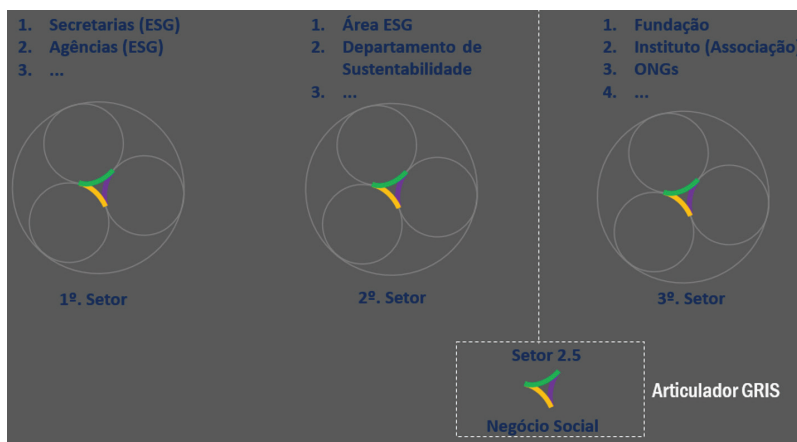 1. Secretarias (ESG)
2. Agências (ESG)
3. ...
1º. Setor
1. Área ESG
2. Departamento de
Sustentabilidade
3. ...
2º. Setor
1. Fundação
2. Instituto (Associação)
3. ONGs
4. ...
3º. Setor
Setor 2.5
Negócio Social
Articulador GRIS